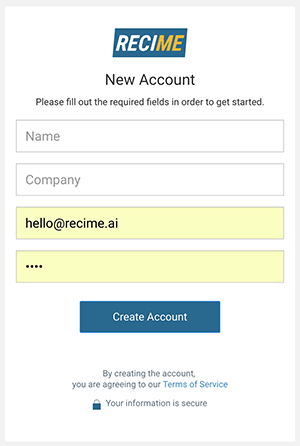 RECIME
New Account
Please fill out the required fields in order to get started.
Name
Company
hello@recime.ai
••••
Create Account
By creating the account,
you are agreeing to our Terms of Service
Your information is secure